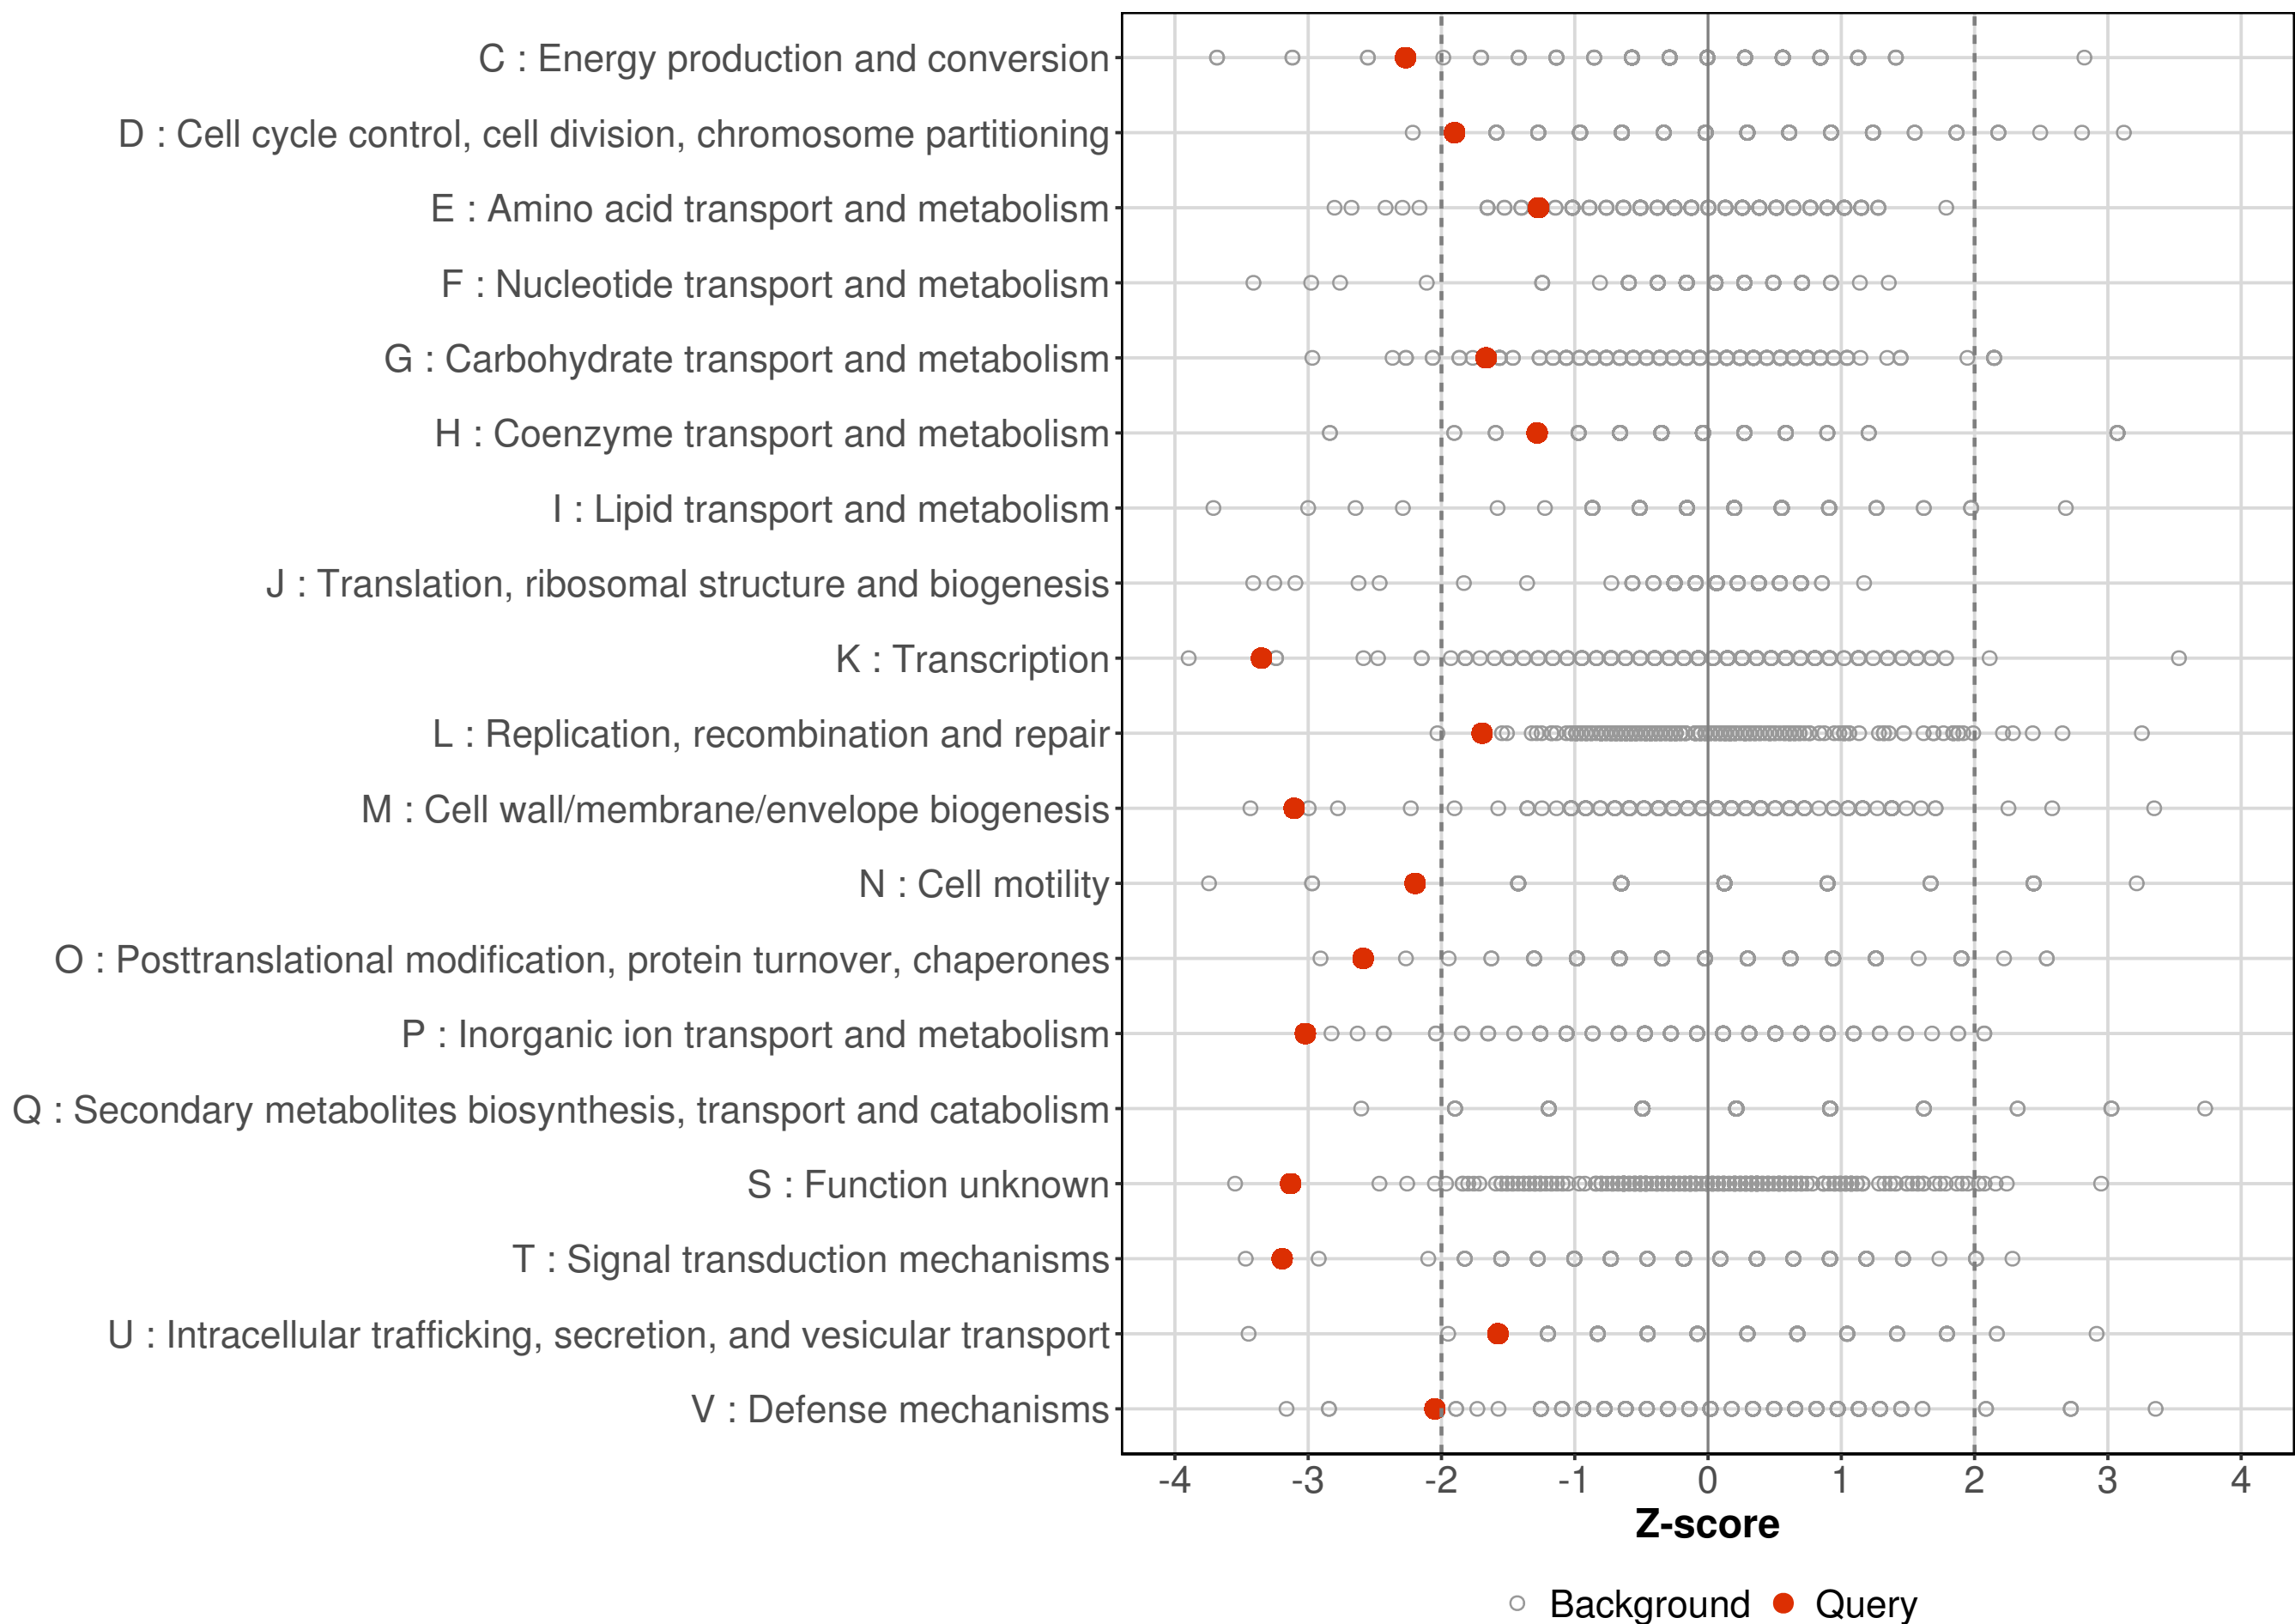 C : Energy production and conversion
D : Cell cycle control, cell division, chromosome partitioning
E : Amino acid transport and metabolism
F : Nucleotide transport and metabolism
G : Carbohydrate transport and metabolism
H : Coenzyme transport and metabolism
I : Lipid transport and metabolism
J : Translation, ribosomal structure and biogenesis
K : Transcription
L : Replication, recombination and repair
M : Cell wall/membrane/envelope biogenesis
N : Cell motility
O : Posttranslational modification, protein turnover, chaperones
P : Inorganic ion transport and metabolism
Q : Secondary metabolites biosynthesis, transport and catabolism
S : Function unknown
T : Signal transduction mechanisms
U : Intracellular trafficking, secretion, and vesicular transport
V : Defense mechanisms
-4 -3 -2 -1 0 1 2 3 4
Z-score
Background Query